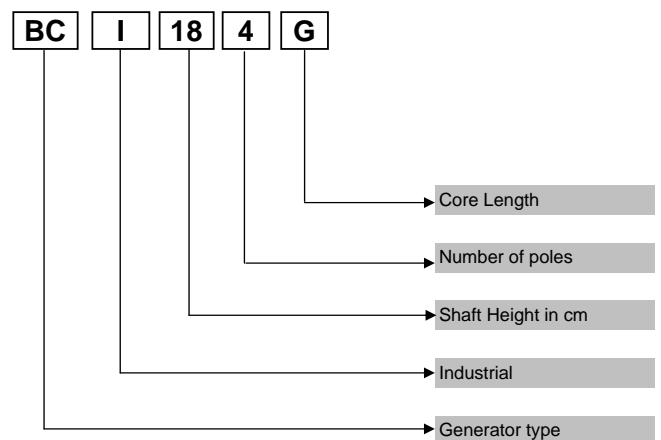 BC I 18 4 G
Core Length
Number of poles
Shaft Height in cm
Industrial
Generator type